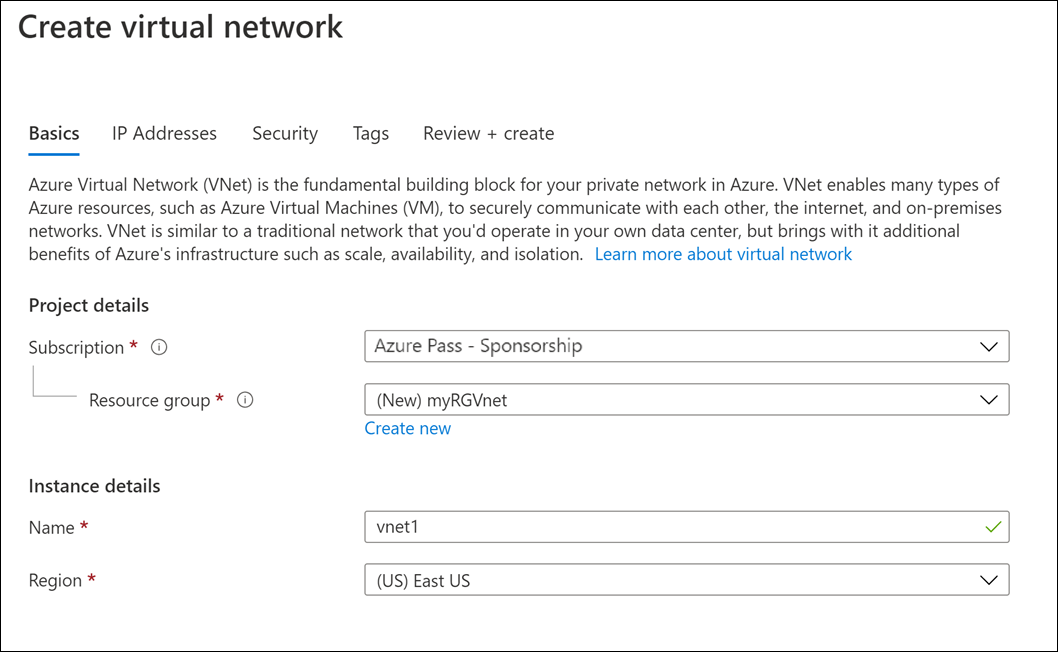 Create virtual network
Basics IP Addresses Security Tags Review + create
Azure Virtual Network (VNet) is the fundamental building block for your private network in Azure. VNet enables many types of
Azure resources, such as Azure Virtual Machines (VM), to securely communicate with each other, the internet, and on-premises
networks. VNet is similar to a traditional network that you'd operate in your own data center, but brings with it additional
benefits of Azure's infrastructure such as scale, availability, and isolation. Learn more about virtual network
Project details
Subscription * Azure Pass - Sponsorship
Resource group * (New) myRGVnet
Create new
Instance details
Name * vnet1
Region * (US) East US